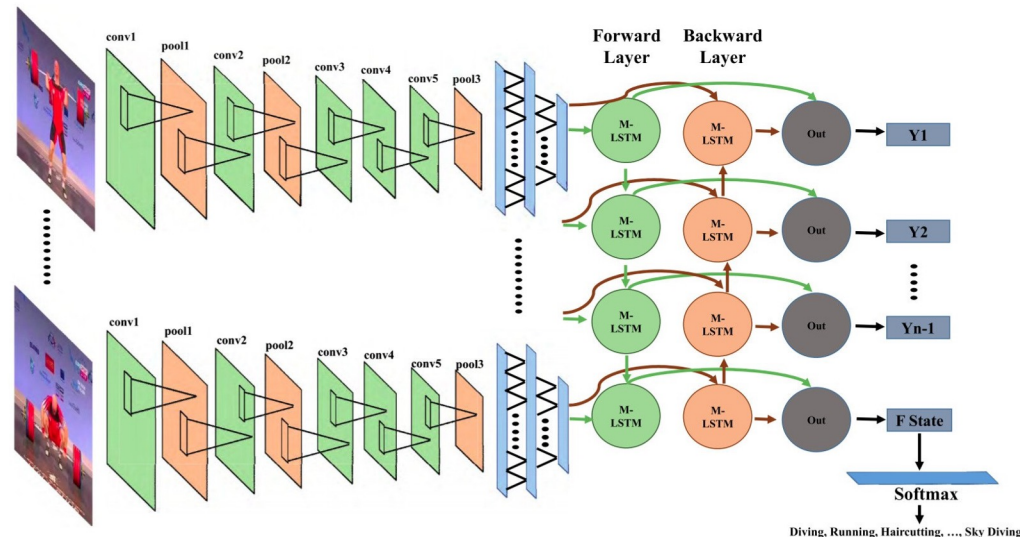 Forward Layer
Backward Layer
conv1
pool1
conv2
pool2
conv3
conv4
conv5
pool3
M-LSTM
M-LSTM
Out
Y1
M-LSTM
M-LSTM
Out
Y2
M-LSTM
M-LSTM
Out
Yn-1
conv1
pool1
conv2
pool2
conv3
conv4
conv5
pool3
M-LSTM
M-LSTM
Out
F State
Softmax
Diving, Running, Haircutting, ..., Sky Diving